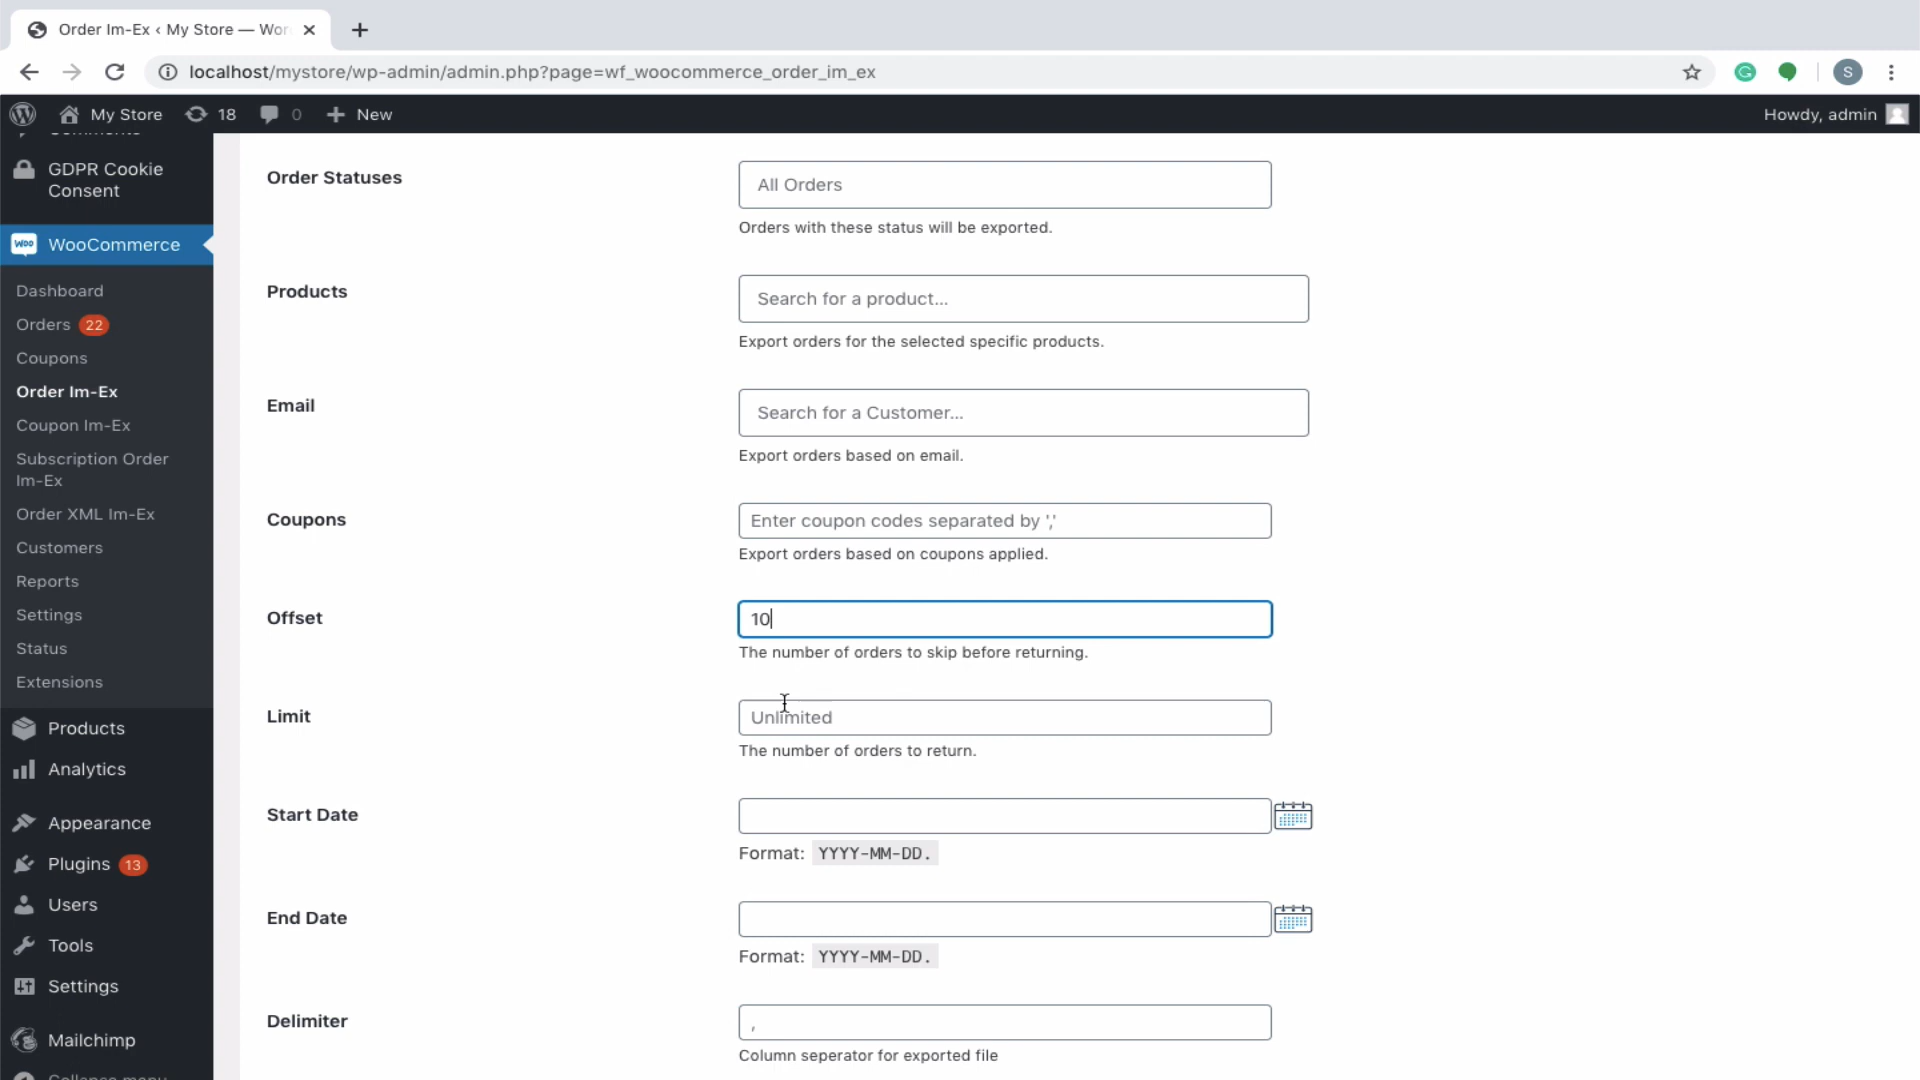 Order Im-Ex ‹ My Store — Wor
localhost/mystore/wp-admin/admin.php?page=wf_woocommerce_order_im_ex
S
My Store 18 0 New
Howdy, admin
Comments
GDPR Cookie
Consent
WooCommerce
Dashboard
Orders 22
Coupons
Order Im-Ex
Coupon Im-Ex
Subscription Order
Im-Ex
Order XML Im-Ex
Customers
Reports
Settings
Status
Extensions
Products
Analytics
Appearance
Plugins 13
Users
Tools
Settings
Mailchimp
Collapse menu
Order Statuses
All Orders
Orders with these status will be exported.
Products
Search for a product...
Export orders for the selected specific products.
Email
Search for a Customer...
Export orders based on email.
Coupons
Enter coupon codes separated by ','
Export orders based on coupons applied.
Offset
10
The number of orders to skip before returning.
Limit
Unlimited
The number of orders to return.
Start Date
Format: YYYY-MM-DD.
End Date
Format: YYYY-MM-DD.
Delimiter
,
Column seperator for exported file